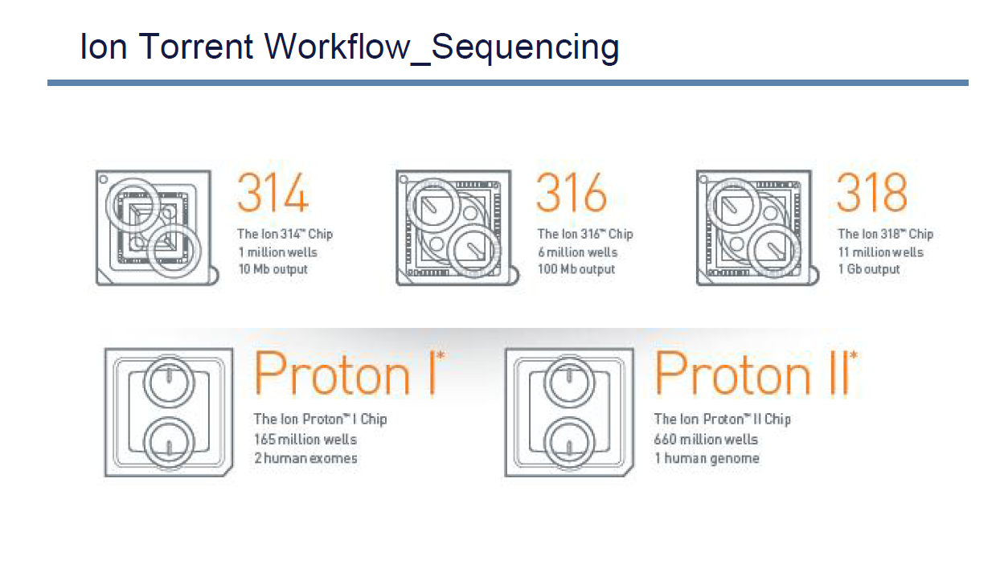 Ion Torrent Workflow_Sequencing
314
The Ion 314™ Chip
1 million wells
10 Mb output
316
The Ion 316™ Chip
6 million wells
100 Mb output
318
The Ion 318™ Chip
11 million wells
1 Gb output
Proton I*
The Ion Proton™ I Chip
165 million wells
2 human exomes
Proton II*
The Ion Proton™ II Chip
660 million wells
1 human genome